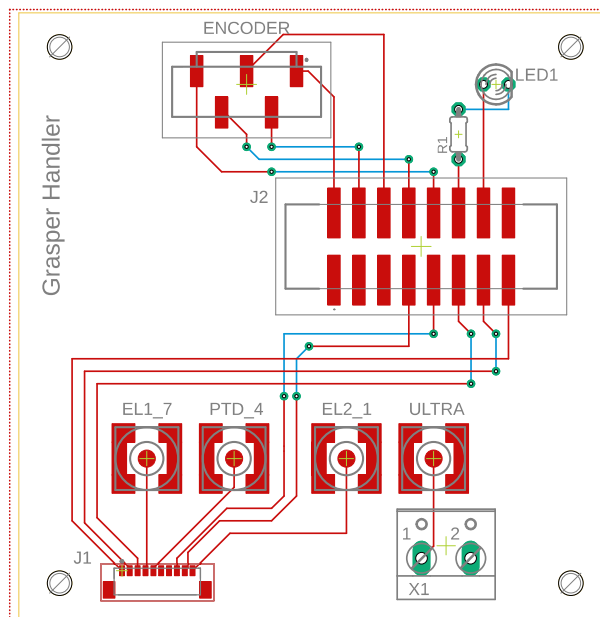 ENCODER
LED1
R1
Grasper Handler
J2
EL1_7
PTD_4
EL2_1
ULTRA
1
2
J1
X1